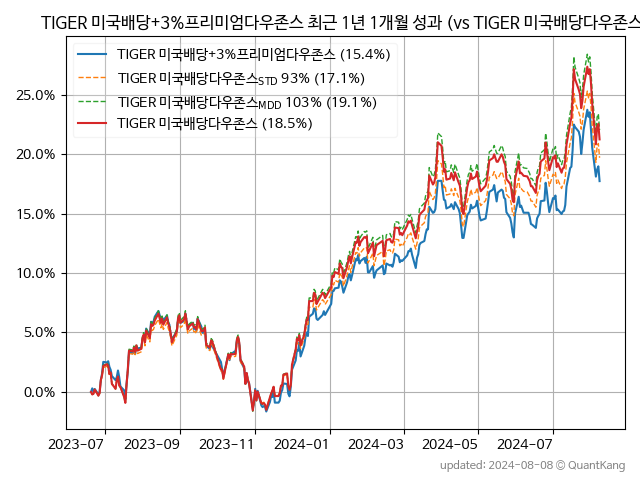 TIGER 미국배당+3%프리미엄다우존스 최근 1년 1개월 성과 (vs TIGER 미국배당다우존스
TIGER 미국배당+3%프리미엄다우존스 (15.4%)
TIGER 미국배당다우존스STD 93% (17.1%)
TIGER 미국배당다우존스MDD 103% (19.1%)
TIGER 미국배당다우존스 (18.5%)
25.0%
20.0%
15.0%
10.0%
5.0%
0.0%
2023-07 2023-09 2023-11 2024-01 2024-03 2024-05 2024-07
updated: 2024-08-08 © QuantKang